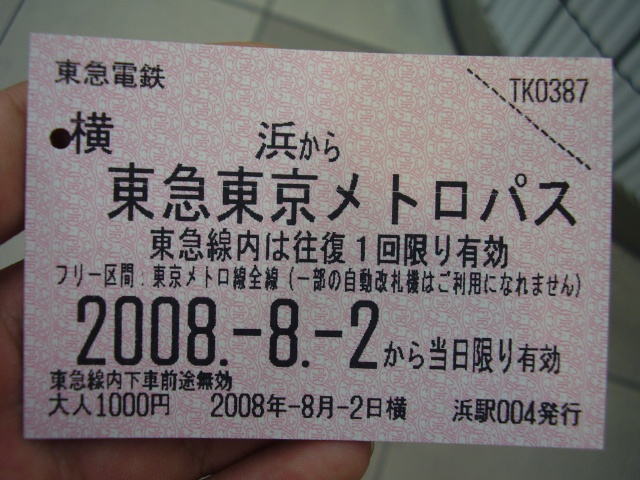 東急電鉄
TK0387
横　浜から
東急東京メトロパス
東急線内は往復1回限り有効
フリー区間:東京メトロ線全線(一部の自動改札機はご利用になれません)
2008.-8.-2から当日限り有効
東急線内下車前途無効
大人1000円　2008年-8月-2日横　浜駅004発行